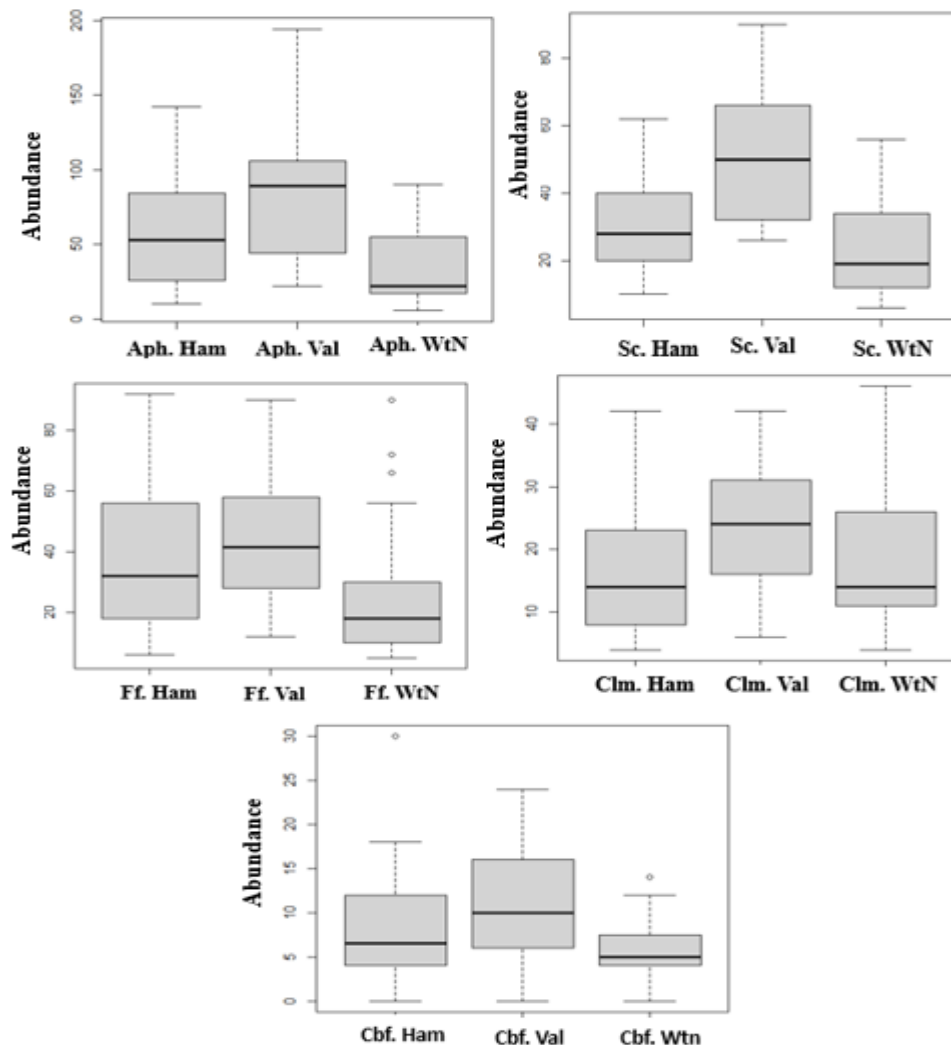 Abundance
200
150
100
50
0
Aph. Ham Aph. Val Aph. WtN
Abundance
80
60
40
20
Sc. Ham Sc. Val Sc. WtN
Abundance
80
60
40
20
Ff. Ham Ff. Val Ff. WtN
Abundance
40
30
20
10
Clm. Ham Clm. Val Clm. WtN
Abundance
30
25
20
15
10
5
0
Cbf. Ham Cbf. Val Cbf. Wtn